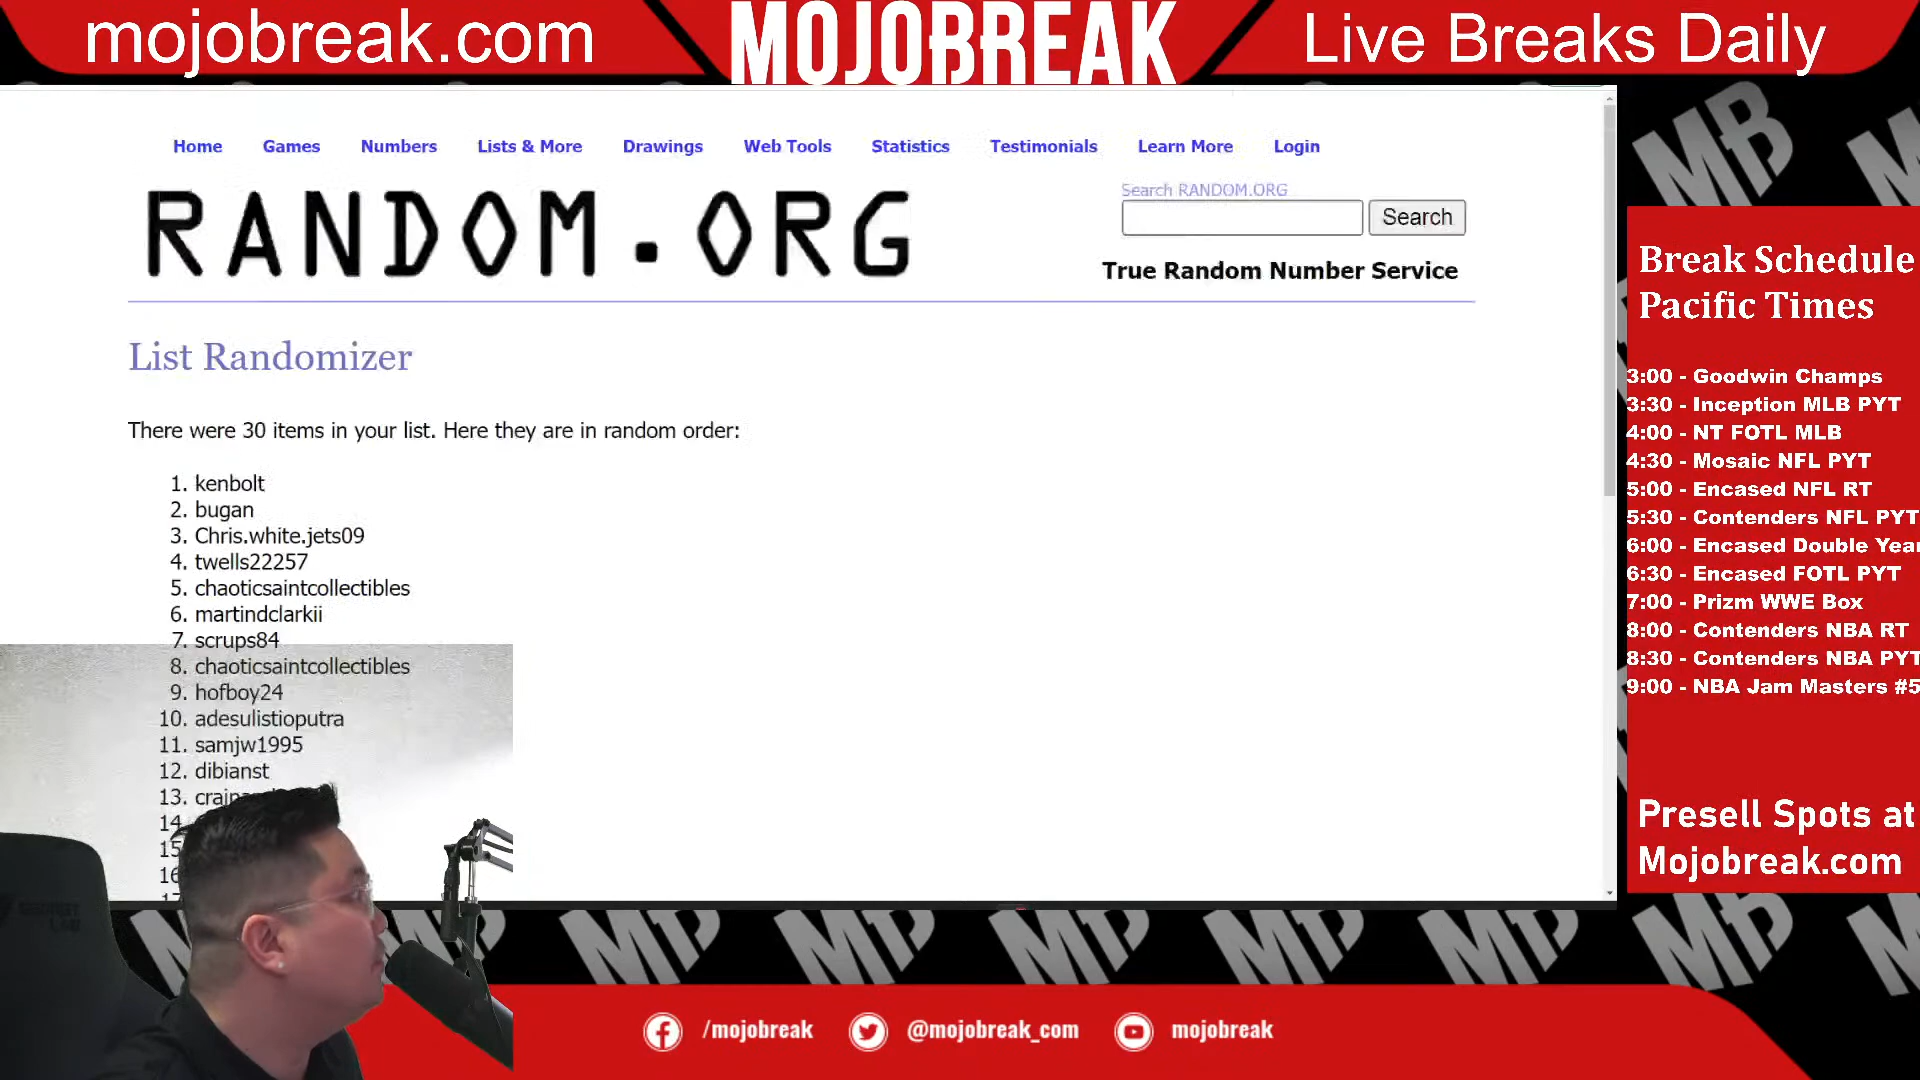 mojobreak.com
MOJOBREAK
Live Breaks Daily
Home Games Numbers Lists & More Drawings Web Tools Statistics Testimonials Learn More Login
RANDOM.ORG
Search RANDOM.ORG
Search
True Random Number Service
List Randomizer
There were 30 items in your list. Here they are in random order:
1. kenbolt
2. bugan
3. Chris.white.jets09
4. twells22257
5. chaoticsaintcollectibles
6. martindclarkii
7. scrups84
8. chaoticsaintcollectibles
9. hofboy24
10. adesulistioputra
11. samjw1995
12. dibianst
13.
14
15
16
Break Schedule
Pacific Times
3:00 - Goodwin Champs
3:30 - Inception MLB PYT
4:00 - NT FOTL MLB
4:30 - Mosaic NFL PYT
5:00 - Encased NFL RT
5:30 - Contenders NFL PYT
6:00 - Encased Double Year
6:30 - Encased FOTL PYT
7:00 - Prizm WWE Box
8:00 - Contenders NBA RT
8:30 - Contenders NBA PYT
9:00 - NBA Jam Masters #5
Presell Spots at
Mojobreak.com
/mojobreak @mojobreak_com mojobreak